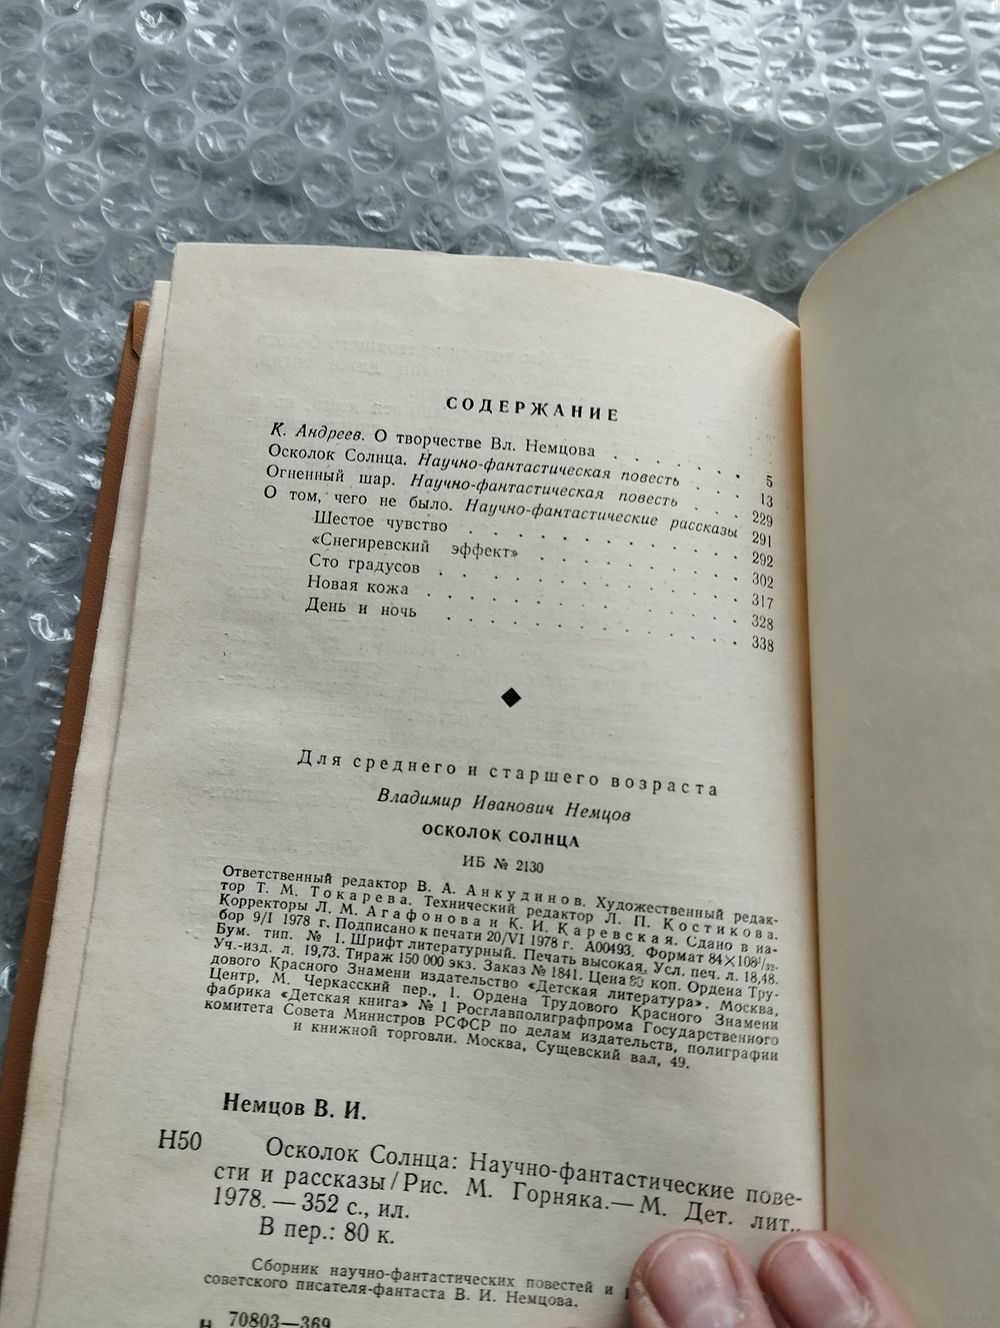 СОДЕРЖАНИЕ
К. Андреев. О творчестве Вл. Немцова . . . . . . . 5
Осколок Солнца. Научно-фантастическая повесть . . . 13
Огненный шар. Научно-фантастическая повесть . . . 229
О том, чего не было. Научно-фантастические рассказы 291
Шестое чувство . . . . . . . . . . . . 292
«Снегиревский эффект» . . . . . . . . . 302
Сто градусов . . . . . . . . . . . . . 317
Новая кожа . . . . . . . . . . . . . 328
День и ночь . . . . . . . . . . . . . 338
◆
Для среднего и старшего возраста
Владимир Иванович Немцов
ОСКОЛОК СОЛНЦА
ИБ № 2130
Ответственный редактор В. А. Анкудинов. Художественный редак-
тор Т. М. Токарева. Технический редактор Л. П. Костикова.
Корректоры Л. М. Агафонова и К. И. Каревская. Сдано в на-
бор 9/I 1978 г. Подписано к печати 20/VI 1978 г. А00493. Формат 84×108¹/₃₂.
Бум. тип. № 1. Шрифт литературный. Печать высокая. Усл. печ. л. 18,48.
Уч.-изд. л. 19,73. Тираж 150 000 экз. Заказ № 1841. Цена 80 коп. Ордена Тру-
дового Красного Знамени издательство «Детская литература». Москва,
Центр, М. Черкасский пер., 1. Ордена Трудового Красного Знамени
фабрика «Детская книга» № 1 Росглавполиграфпрома Государственного
комитета Совета Министров РСФСР по делам издательств, полиграфии
и книжной торговли. Москва, Сущевский вал, 49.
Немцов В. И.
Н50 Осколок Солнца: Научно-фантастические пове-
сти и рассказы/Рис. М. Горняка.— М. Дет. лит.,
1978. — 352 с., ил.
В пер.: 80 к.
Сборник научно-фантастических повестей и
советского писателя-фантаста В. И. Немцова.
Н 70803—369